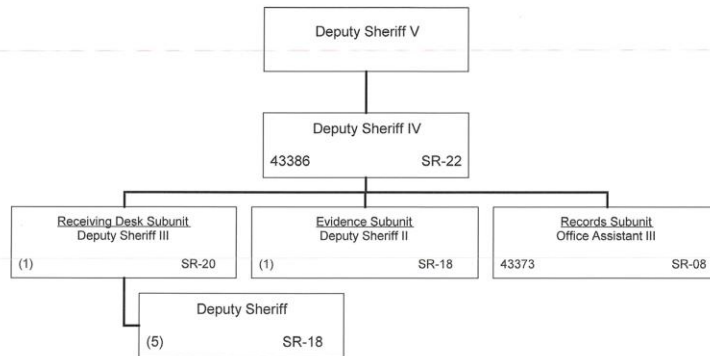 Deputy Sheriff V
Deputy Sheriff IV
43386 SR-22
Receiving Desk Subunit
Deputy Sheriff III
(1) SR-20
Evidence Subunit
Deputy Sheriff II
(1) SR-18
Records Subunit
Office Assistant III
43373 SR-08
Deputy Sheriff
(5) SR-18